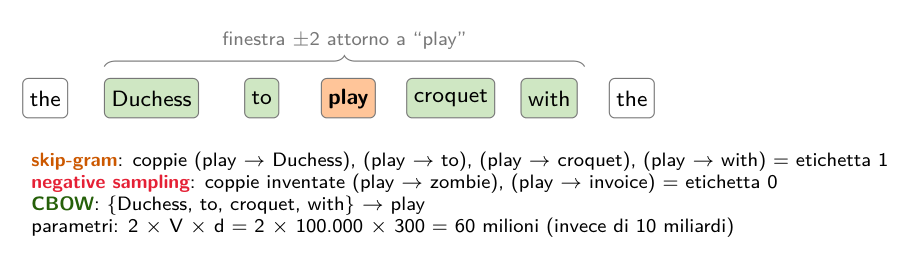 finestra ±2 attorno a “play”
the Duchess to play croquet with the
skip-gram: coppie (play → Duchess), (play → to), (play → croquet), (play → with) = etichetta 1
negative sampling: coppie inventate (play → zombie), (play → invoice) = etichetta 0
CBOW: {Duchess, to, croquet, with} → play
parametri: 2 × V × d = 2 × 100.000 × 300 = 60 milioni (invece di 10 miliardi)